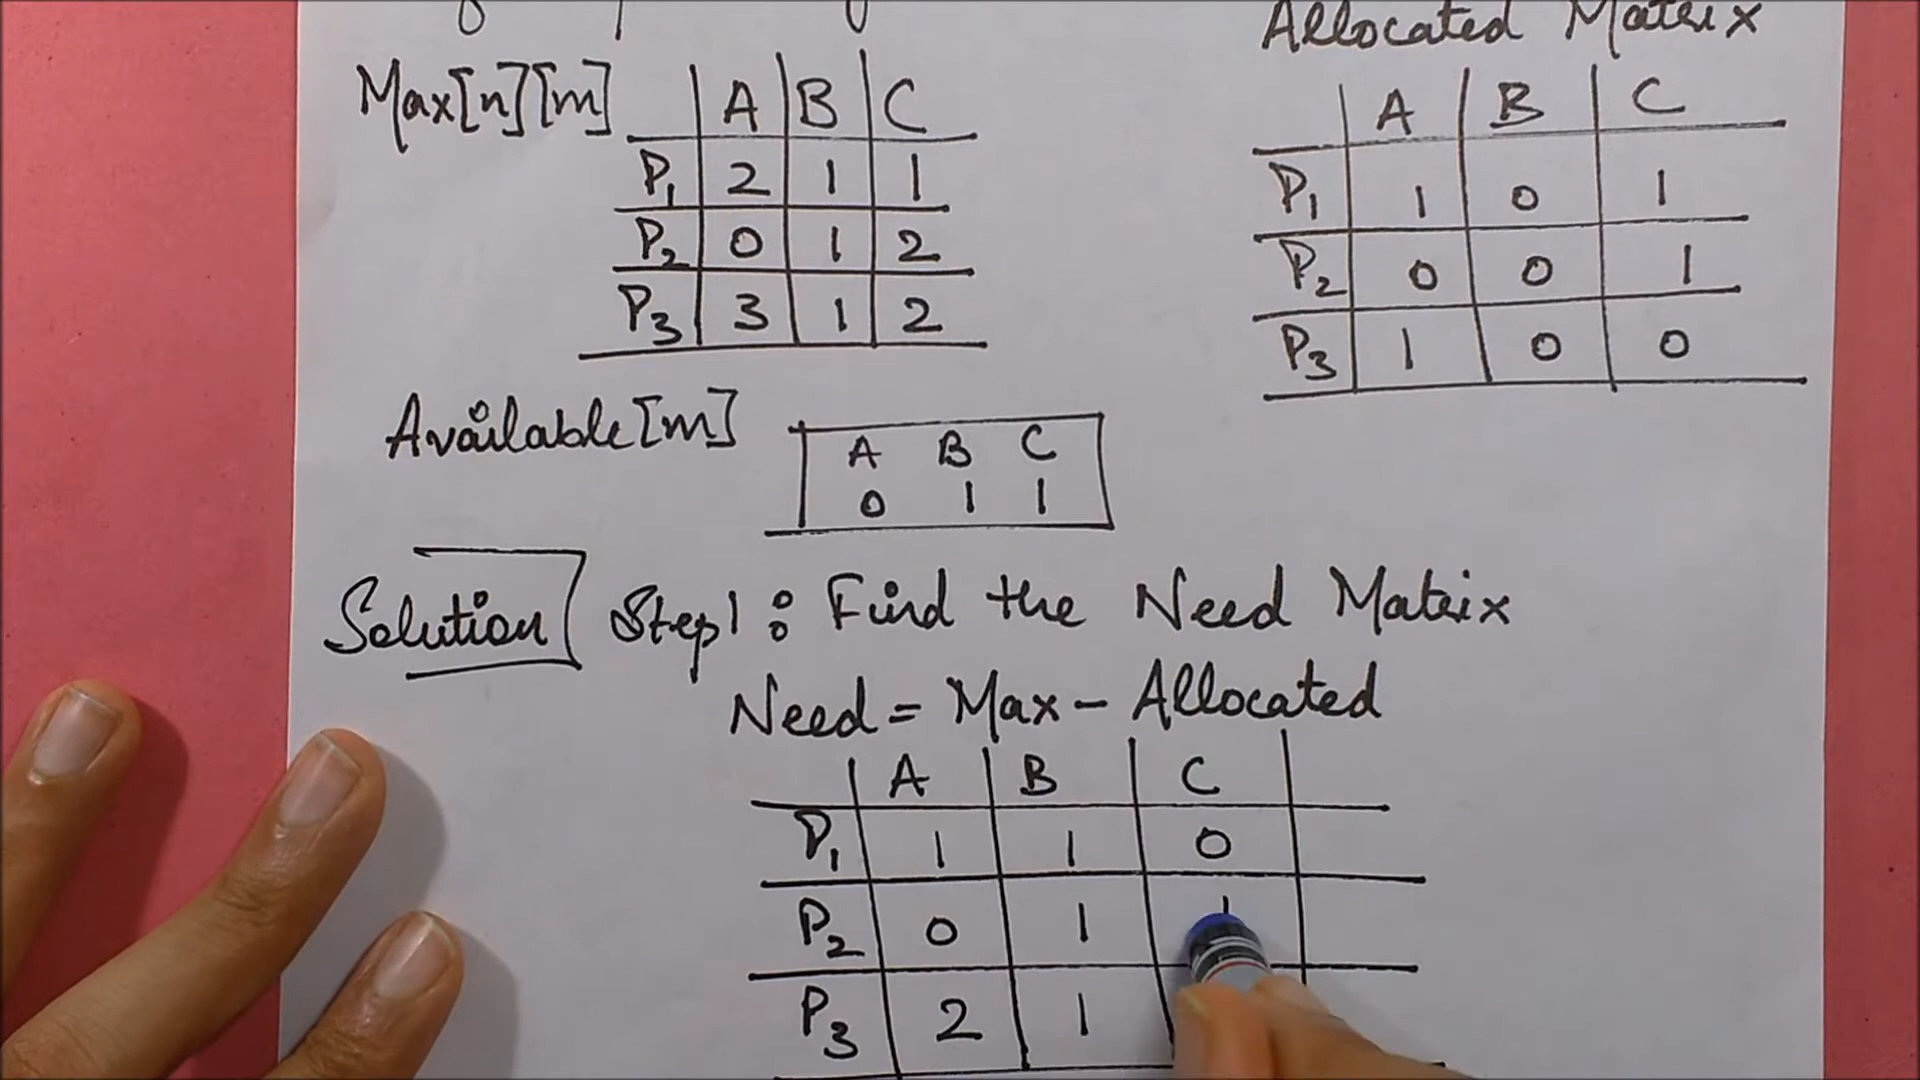 Allocated Matrix
Max[n][m]
A B C
P1 2 1 1
P2 0 1 2
P3 3 1 2
A B C
P1 1 0 1
P2 0 0 1
P3 1 0 0
Available[m]
A B C
0 1 1
Solution Step1: Find the Need Matrix
Need = Max - Allocated
A B C
P1 1 1 0
P2 0 1
P3 2 1